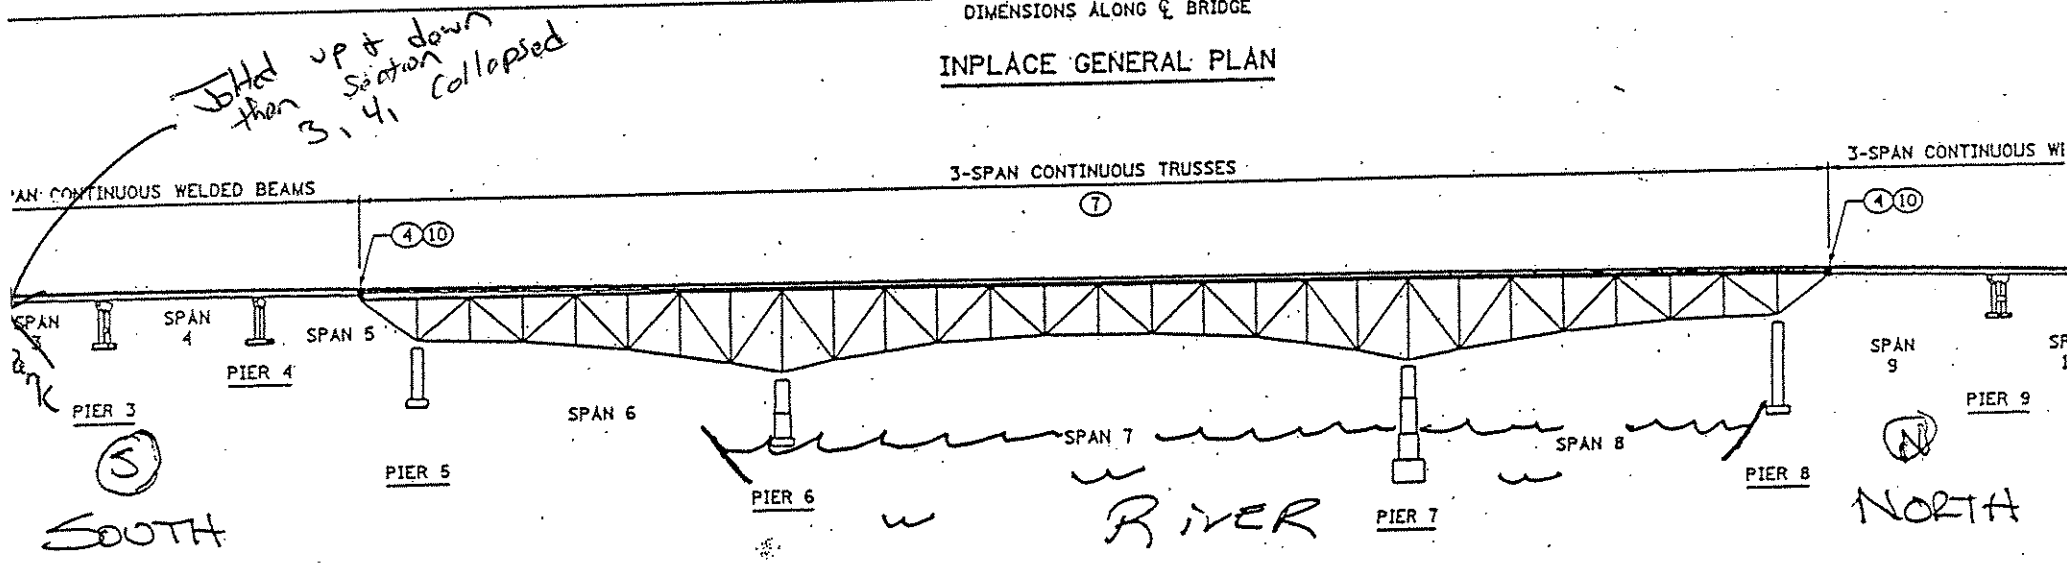 DIMENSIONS ALONG ℄ BRIDGE
INPLACE GENERAL PLAN
Jolted up & down
then section
3, 4, collapsed
'AN CONTINUOUS WELDED BEAMS
3-SPAN CONTINUOUS TRUSSES
7
3-SPAN CONTINUOUS WE
4 10
4 10
SPAN
3
SPAN
4
SPAN 5
SPAN 6
SPAN 7
SPAN 8
SPAN
9
PIER 3
PIER 4
PIER 5
PIER 6
PIER 7
PIER 8
PIER 9
S
SOUTH
RIVER
N
NORTH